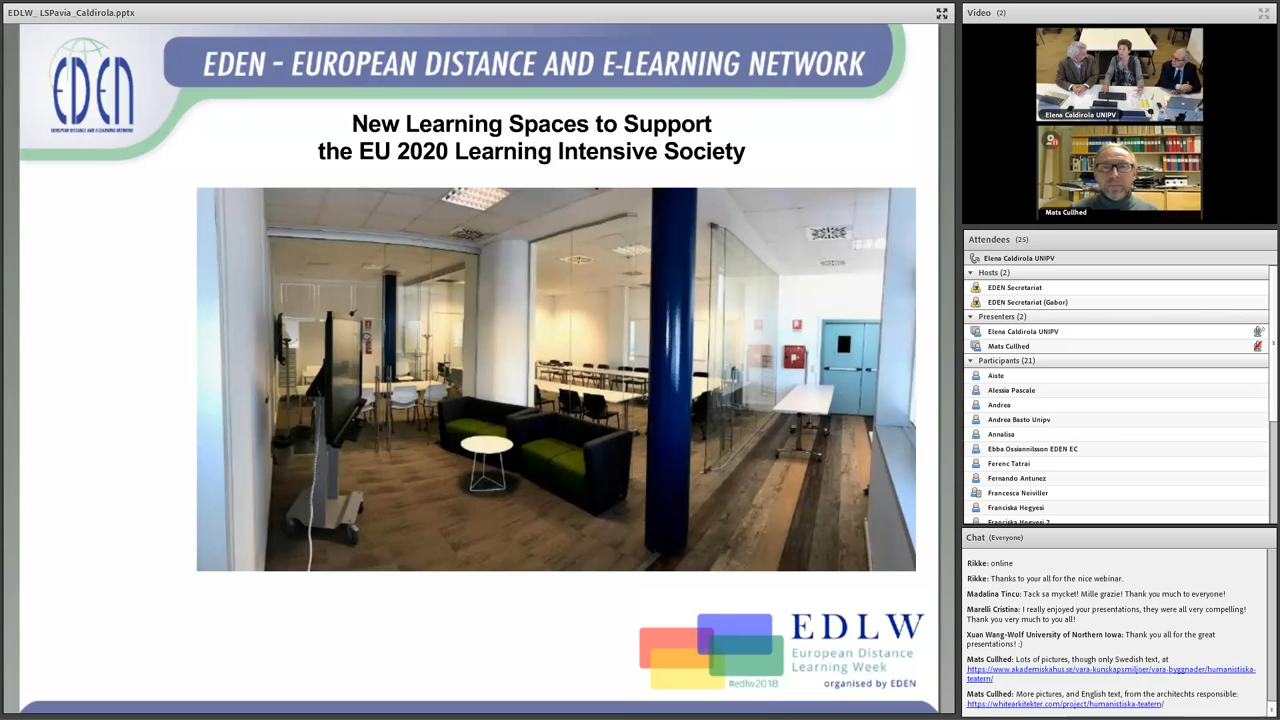 EDLW_ LSPavia_Caldirola.pptx
EDEN
EUROPEAN DISTANCE AND E-LEARNING NETWORK
EDEN – EUROPEAN DISTANCE AND E-LEARNING NETWORK
New Learning Spaces to Support
the EU 2020 Learning Intensive Society
EDLW
European Distance
Learning Week
#edlw2018
organised by EDEN
Video (2)
Elena Caldirola UNIPV
Mats Cullhed
Attendees (25)
Elena Caldirola UNIPV
Hosts (2)
EDEN Secretariat
EDEN Secretariat (Gabor)
Presenters (2)
Elena Caldirola UNIPV
Mats Cullhed
Participants (21)
Aiste
Alessia Pascale
Andrea
Andrea Basto Unipv
Annalisa
Ebba Ossiannilsson EDEN EC
Ferenc Tatrai
Fernando Antunez
Francesca Neiviller
Franciska Hegyesi
Franciska Hegyesi 2
Chat (Everyone)
Rikke: online
Rikke: Thanks to your all for the nice webinar.
Madalina Tincu: Tack sa mycket! Mille grazie! Thank you much to everyone!
Marelli Cristina: I really enjoyed your presentations, they were all very compelling!
Thank you very much to you all!
Xuan Wang-Wolf University of Northern Iowa: Thank you all for the great
presentations! :)
Mats Cullhed: Lots of pictures, though only Swedish text, at
https://www.akademiskahus.se/vara-kunskapsmiljoer/vara-byggnader/humanistiska-
teatern/
Mats Cullhed: More pictures, and English text, from the architechts responsible:
https://whitearkitekter.com/project/humanistiska-teatern/